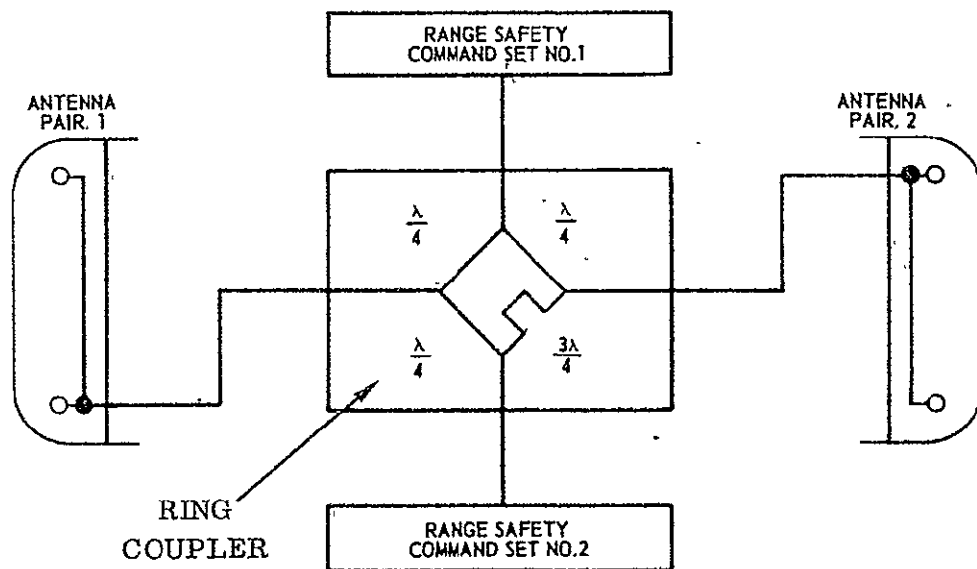 RANGE SAFETY
COMMAND SET NO.1
ANTENNA
PAIR. 1
ANTENNA
PAIR. 2
λ/4
λ/4
λ/4
3λ/4
RING
COUPLER
RANGE SAFETY
COMMAND SET NO.2